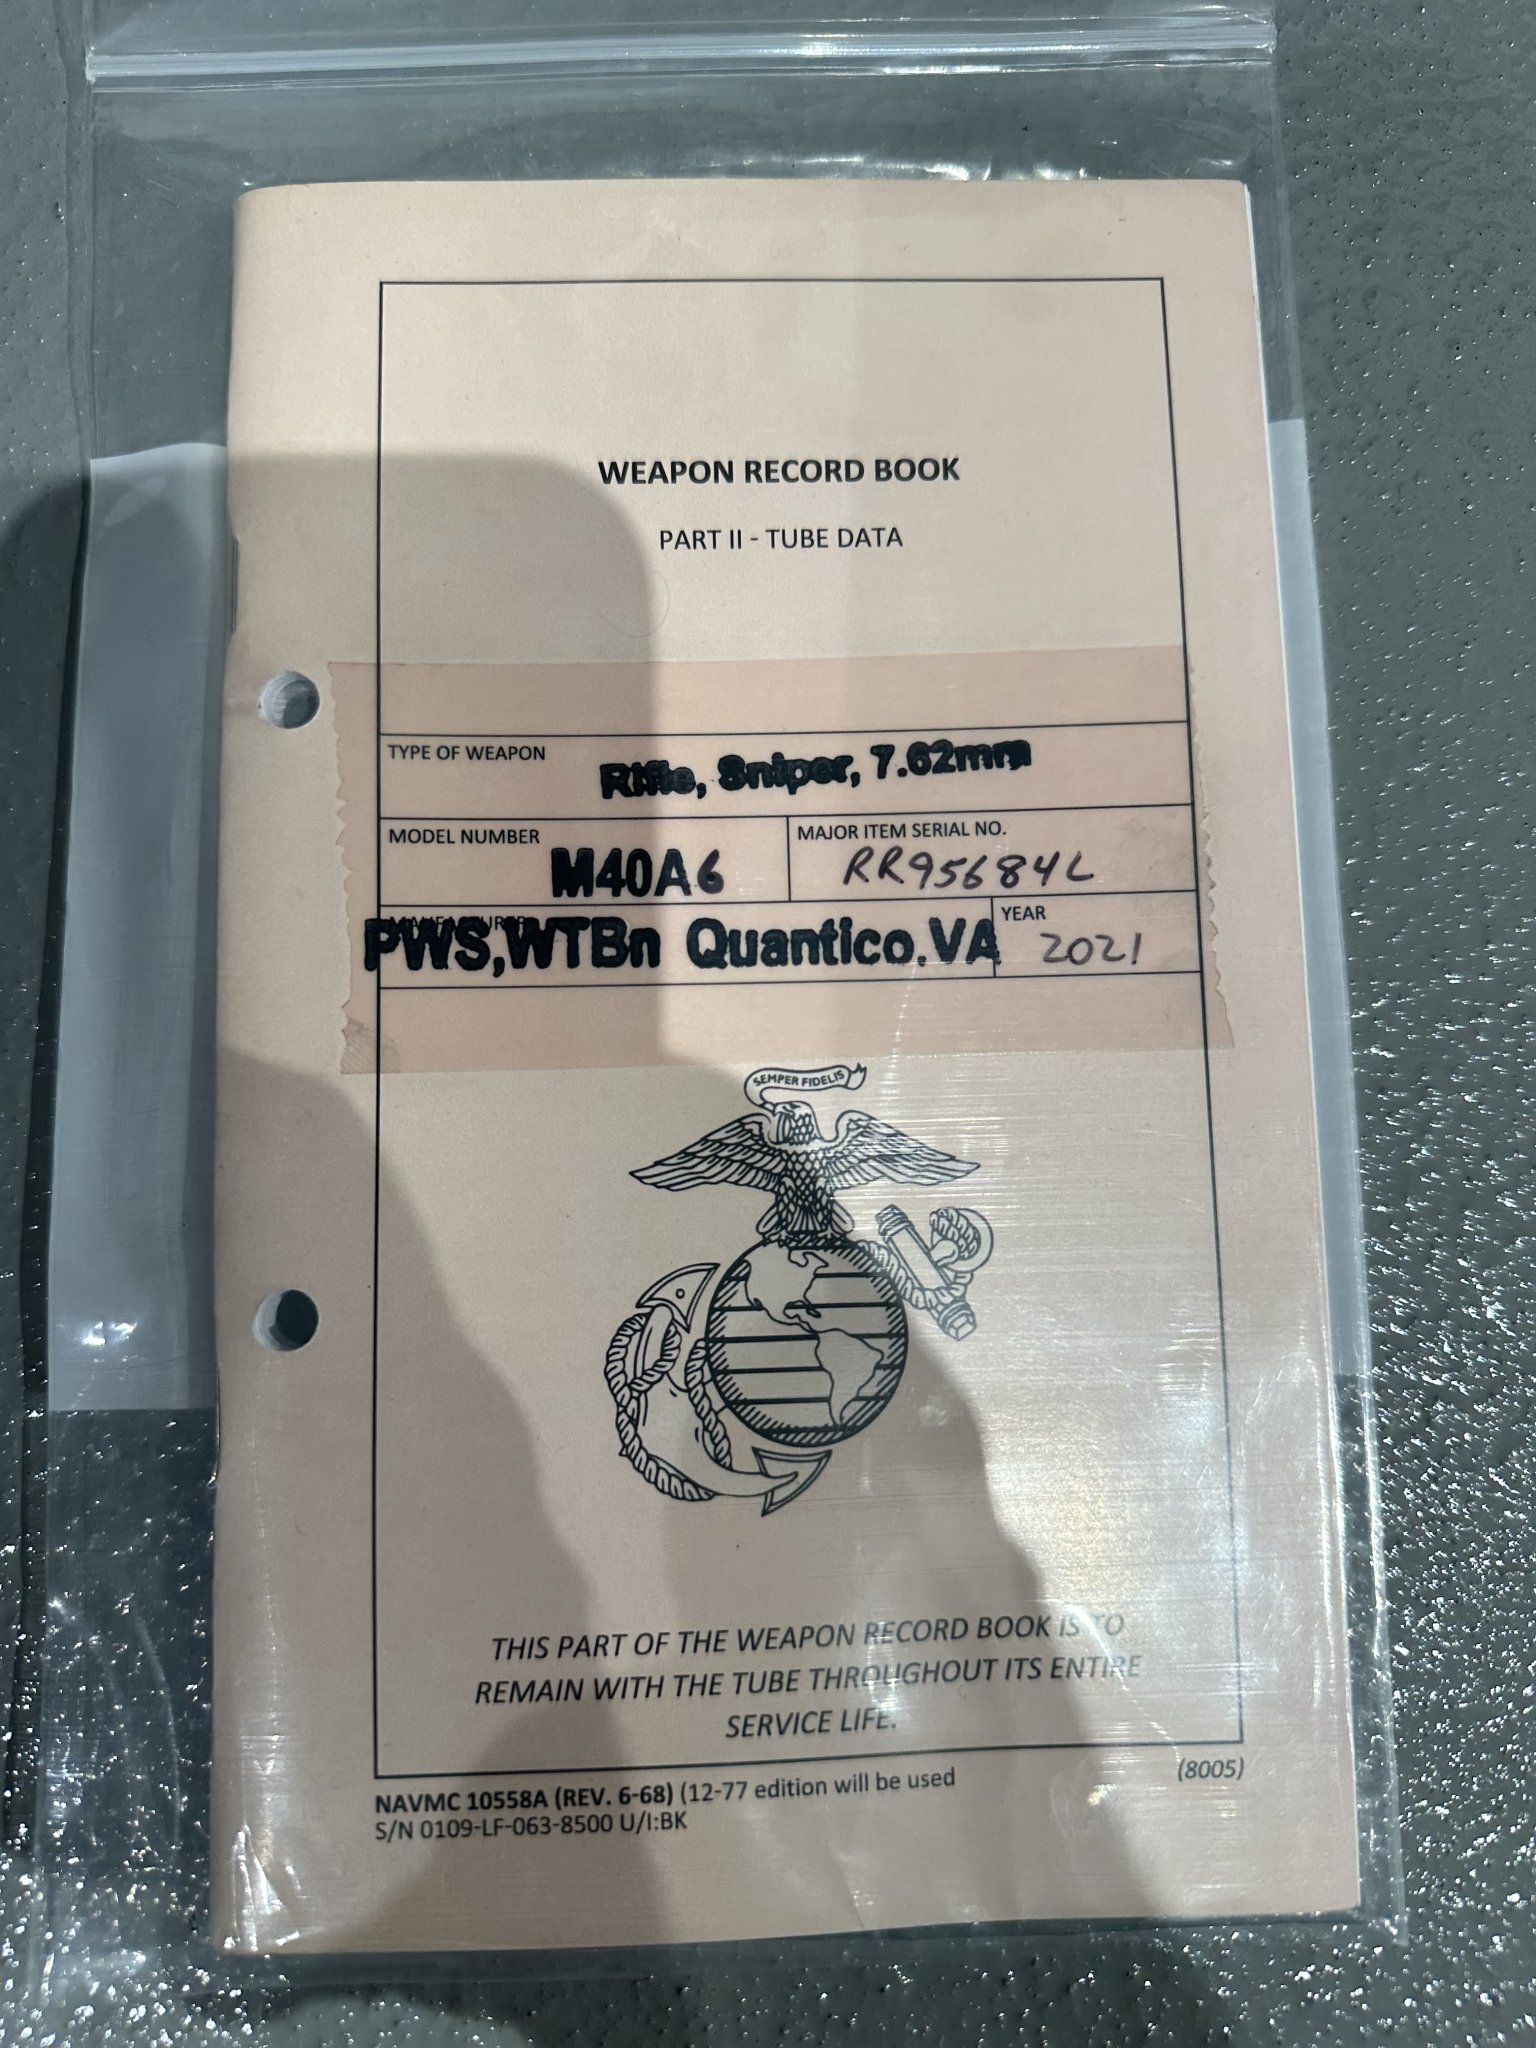 WEAPON RECORD BOOK
PART II - TUBE DATA
TYPE OF WEAPON
Rifle, Sniper, 7.62mm
MODEL NUMBER
M40A6
MAJOR ITEM SERIAL NO.
RR95684L
MANUFACTURER
PWS,WTBn Quantico.VA
YEAR
2021
SEMPER FIDELIS
THIS PART OF THE WEAPON RECORD BOOK IS TO
REMAIN WITH THE TUBE THROUGHOUT ITS ENTIRE
SERVICE LIFE.
NAVMC 10558A (REV. 6-68) (12-77 edition will be used
(8005)
S/N 0109-LF-063-8500 U/I:BK